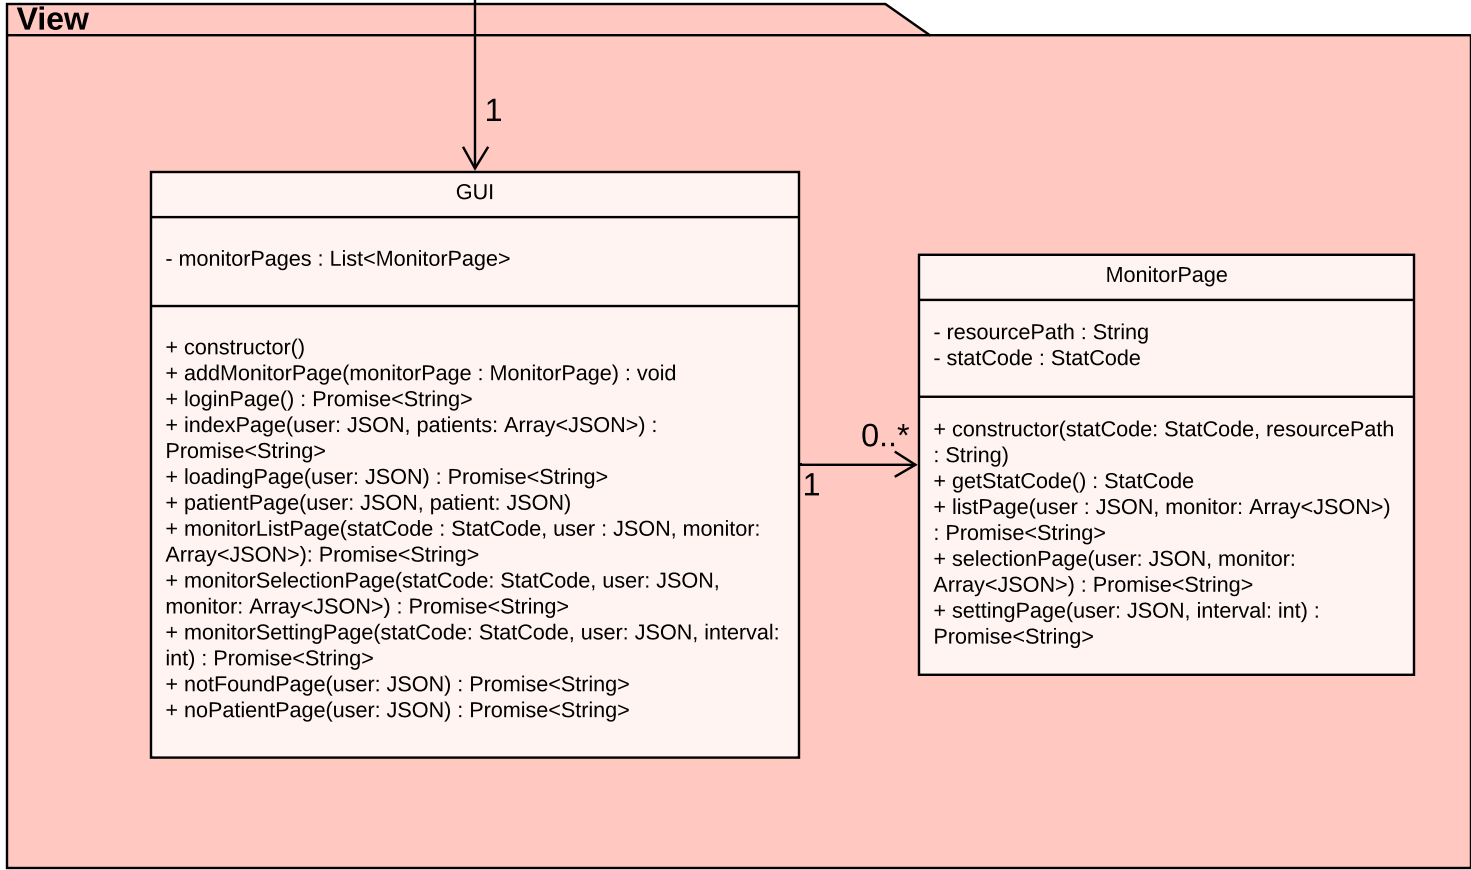 View
1
GUI
- monitorPages : List<MonitorPage>
+ constructor()
+ addMonitorPage(monitorPage : MonitorPage) : void
+ loginPage() : Promise<String>
+ indexPage(user: JSON, patients: Array<JSON>) :
Promise<String>
+ loadingPage(user: JSON) : Promise<String>
+ patientPage(user: JSON, patient: JSON)
+ monitorListPage(statCode : StatCode, user : JSON, monitor:
Array<JSON>): Promise<String>
+ monitorSelectionPage(statCode: StatCode, user: JSON,
monitor: Array<JSON>) : Promise<String>
+ monitorSettingPage(statCode: StatCode, user: JSON, interval:
int) : Promise<String>
+ notFoundPage(user: JSON) : Promise<String>
+ noPatientPage(user: JSON) : Promise<String>
0..*
1
MonitorPage
- resourcePath : String
- statCode : StatCode
+ constructor(statCode: StatCode, resourcePath
: String)
+ getStatCode() : StatCode
+ listPage(user : JSON, monitor: Array<JSON>)
: Promise<String>
+ selectionPage(user: JSON, monitor:
Array<JSON>) : Promise<String>
+ settingPage(user: JSON, interval: int) :
Promise<String>